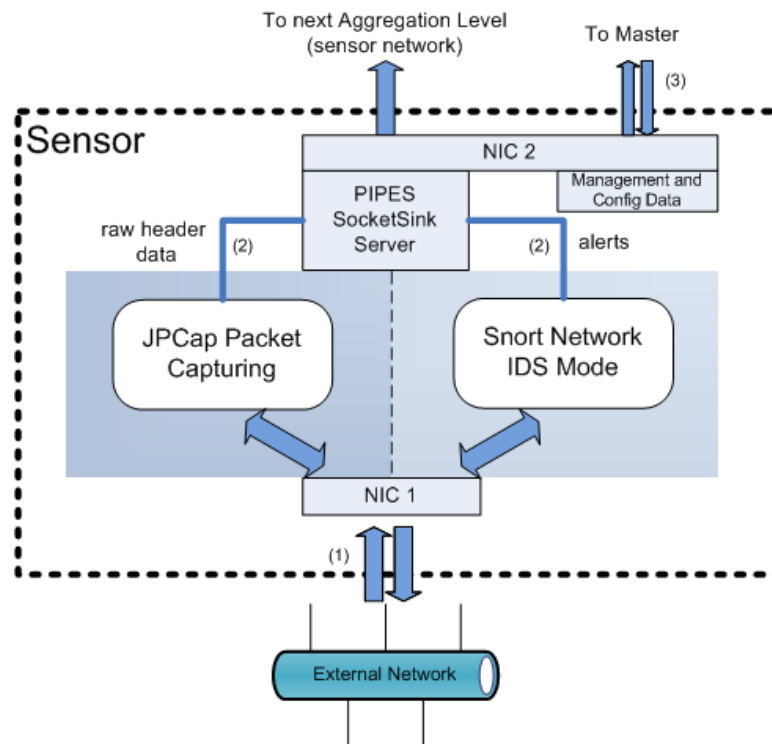 To next Aggregation Level
(sensor network)
To Master
(3)
Sensor
NIC 2
Management and
Config Data
PIPES
SocketSink
Server
raw header
data
(2)
(2)
alerts
JPCap Packet
Capturing
Snort Network
IDS Mode
NIC 1
(1)
External Network